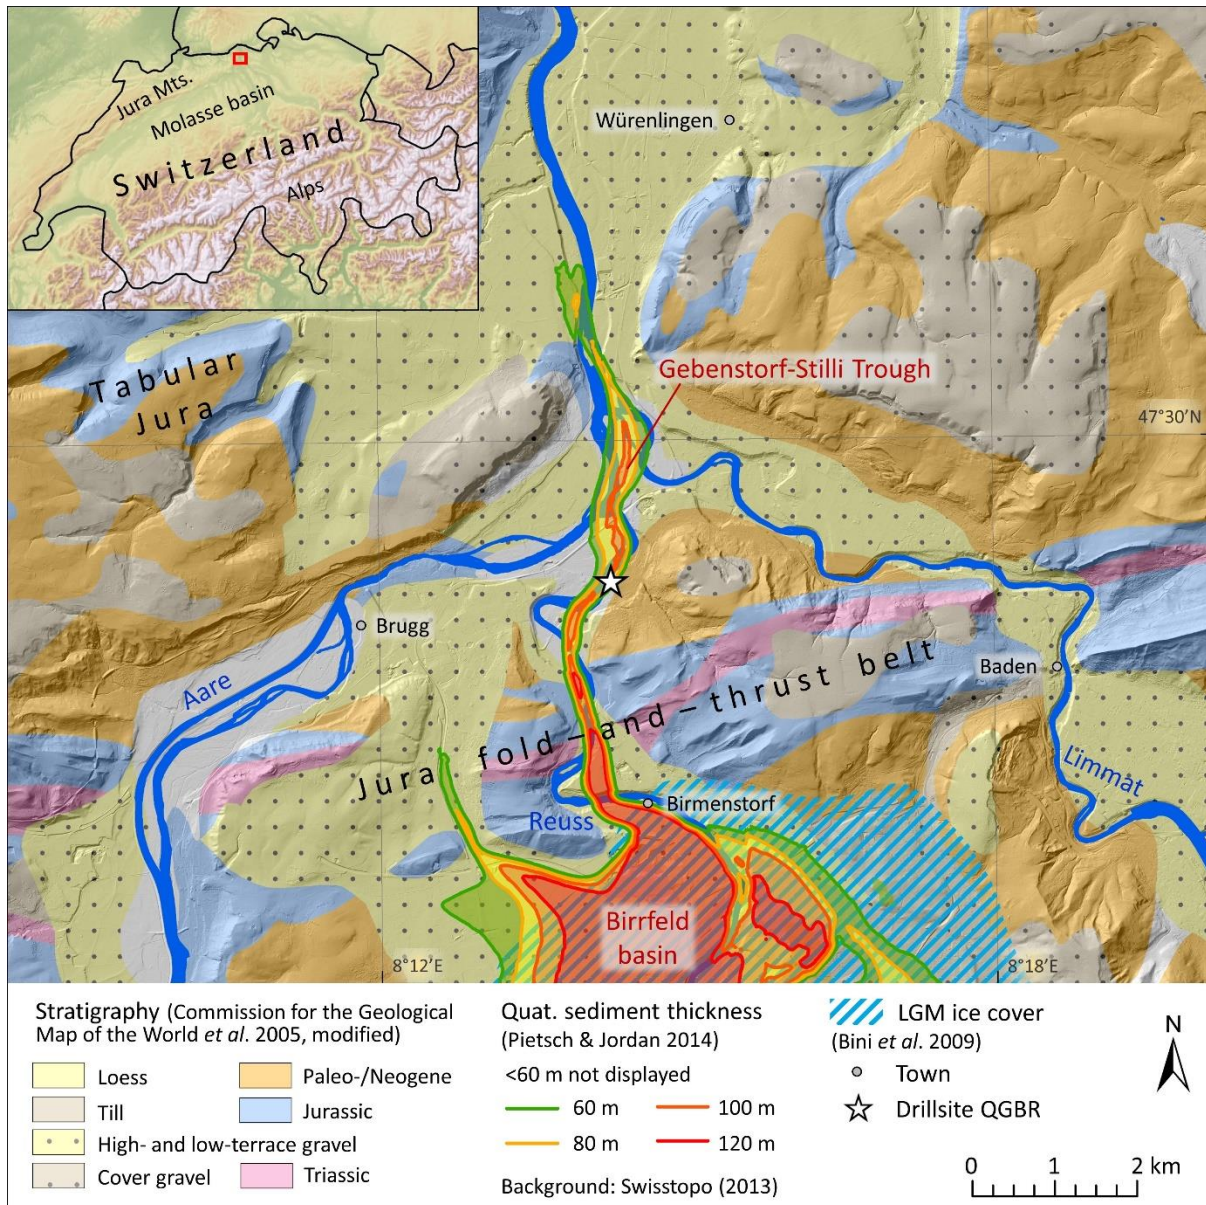 Jura Mts.
Molasse basin
Switzerland
Alps
Würenlingen
Gebenstorf-Stilli Trough
Tabular
Jura
47°30'N
Brugg
Aare
Jura fold-and-thrust belt
Baden
Limmat
Reuss
Birmenstorf
Birrfeld
basin
8°12'E
8°18'E
Stratigraphy (Commission for the Geological
Map of the World et al. 2005, modified)
Loess
Paleo-/Neogene
Till
Jurassic
High- and low-terrace gravel
Cover gravel
Triassic
Quat. sediment thickness
(Pietsch & Jordan 2014)
<60 m not displayed
60 m
100 m
80 m
120 m
Background: Swisstopo (2013)
LGM ice cover
(Bini et al. 2009)
Town
Drillsite QGBR
N
0 1 2 km